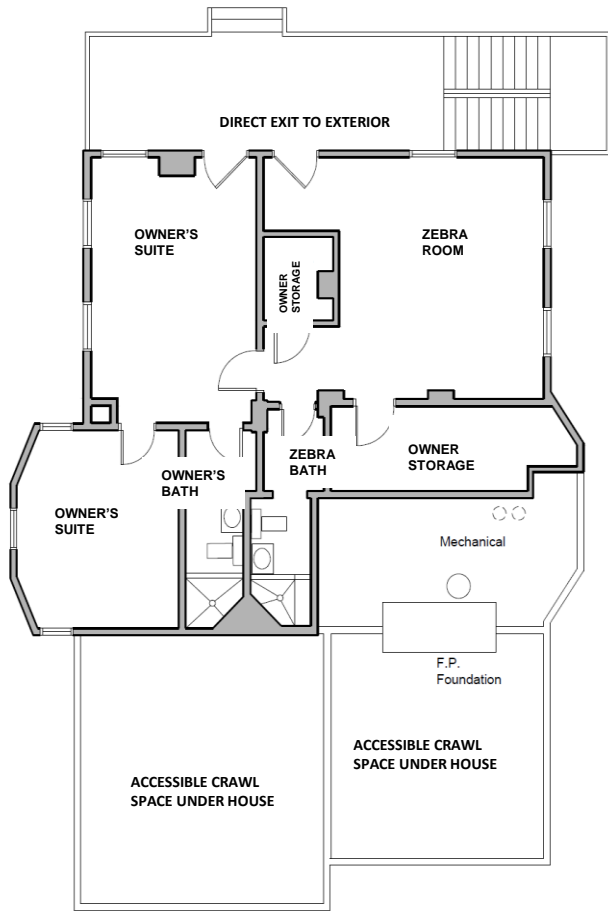 DIRECT EXIT TO EXTERIOR
OWNER'S
SUITE
ZEBRA
ROOM
OWNER
STORAGE
ZEBRA
BATH
OWNER
STORAGE
OWNER'S
BATH
OWNER'S
SUITE
Mechanical
F.P.
Foundation
ACCESSIBLE CRAWL
SPACE UNDER HOUSE
ACCESSIBLE CRAWL
SPACE UNDER HOUSE